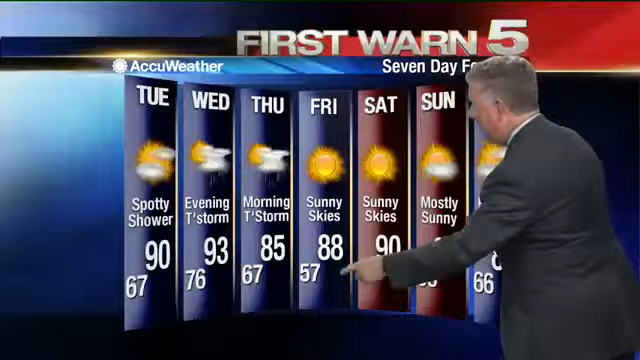 FIRST WARN 5
AccuWeather
Seven Day
TUE WED THU FRI SAT SUN
Spotty Shower
Evening T'storm
Morning T'Storm
Sunny Skies
Sunny Skies
Mostly Sunny
90 93 85 88 90
67 76 67 57 66